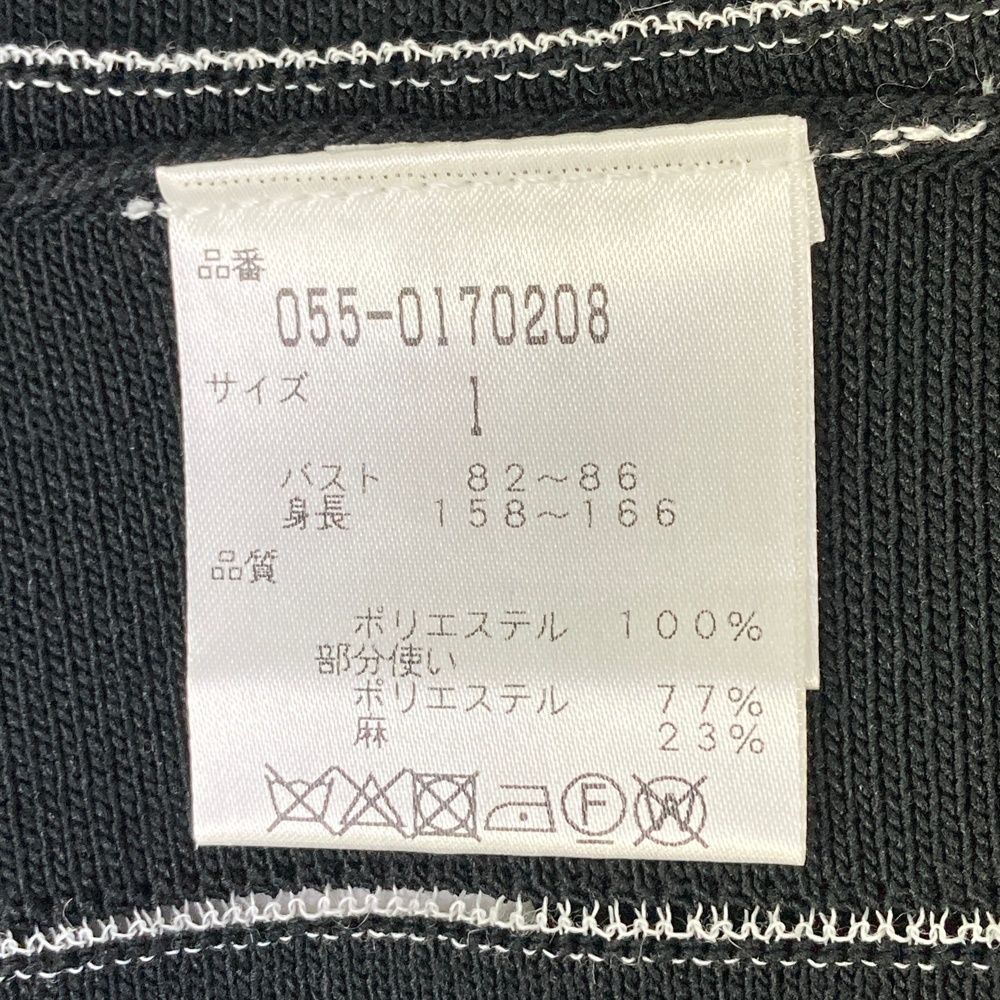 品番
055-0170208
サイズ 1
バスト 82～86
身長 158～166
品質
ポリエステル 100%
部分使い
ポリエステル 77%
麻 23%
F W